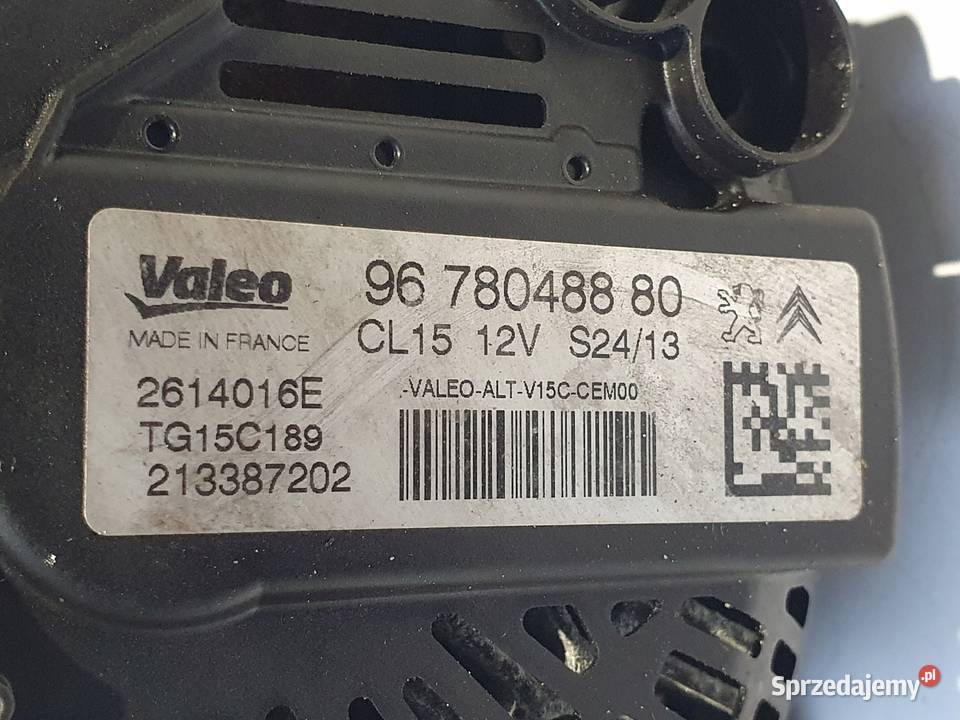 Valeo
MADE IN FRANCE
96 780488 80
CL15 12V S24/13
2614016E
TG15C189
213387202
-VALEO-ALT-V15C-CEM00
Sprzedajemy.pl